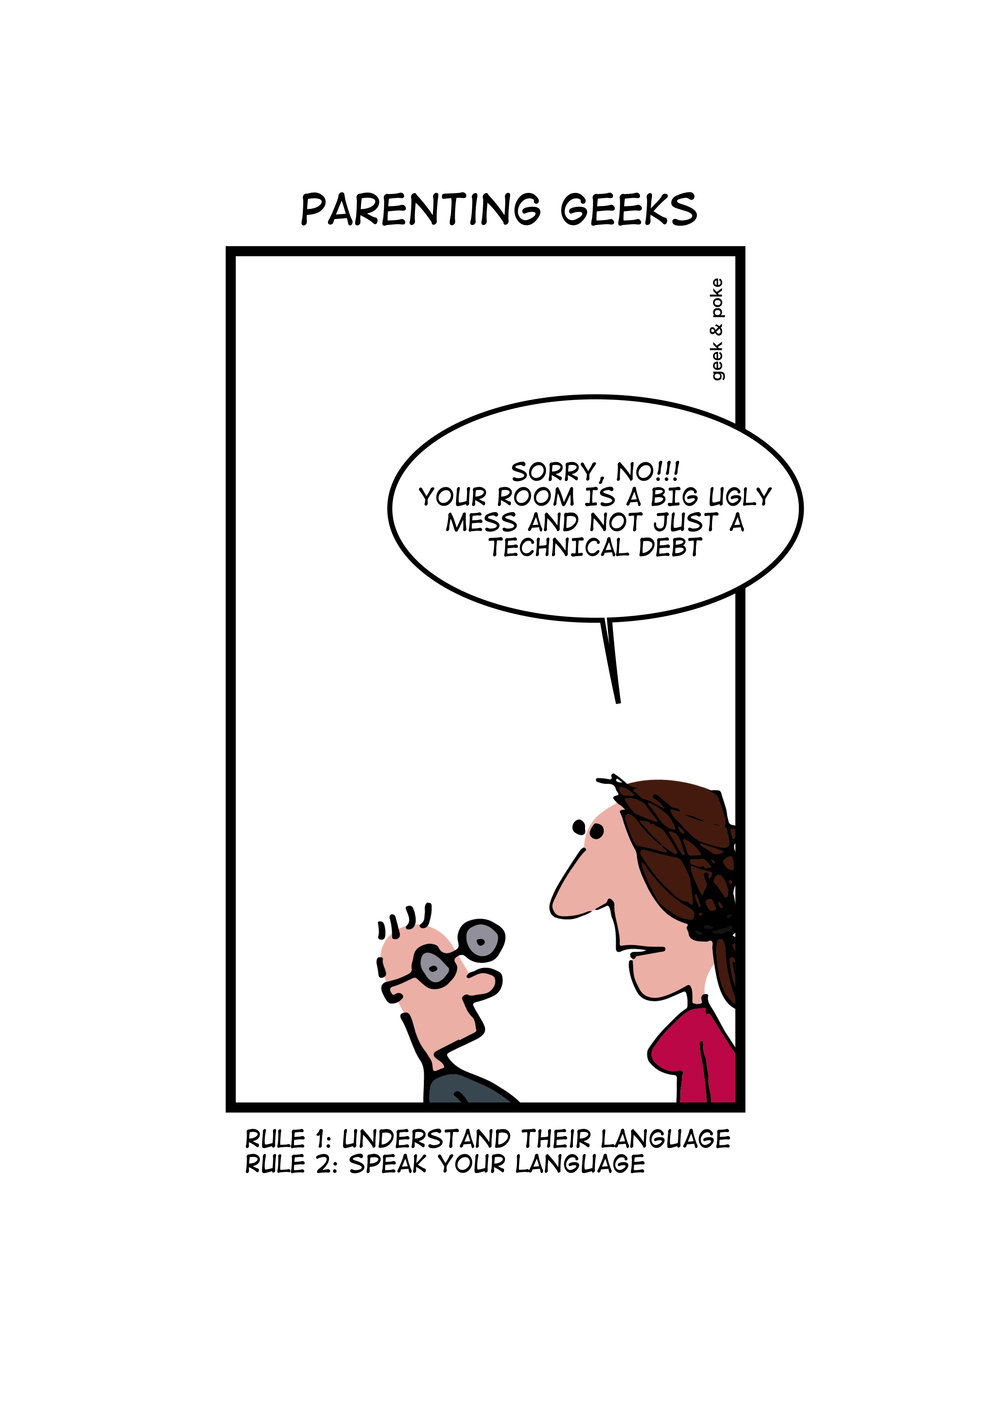 PARENTING GEEKS
geek & poke
SORRY, NO!!!
YOUR ROOM IS A BIG UGLY
MESS AND NOT JUST A
TECHNICAL DEBT
RULE 1: UNDERSTAND THEIR LANGUAGE
RULE 2: SPEAK YOUR LANGUAGE